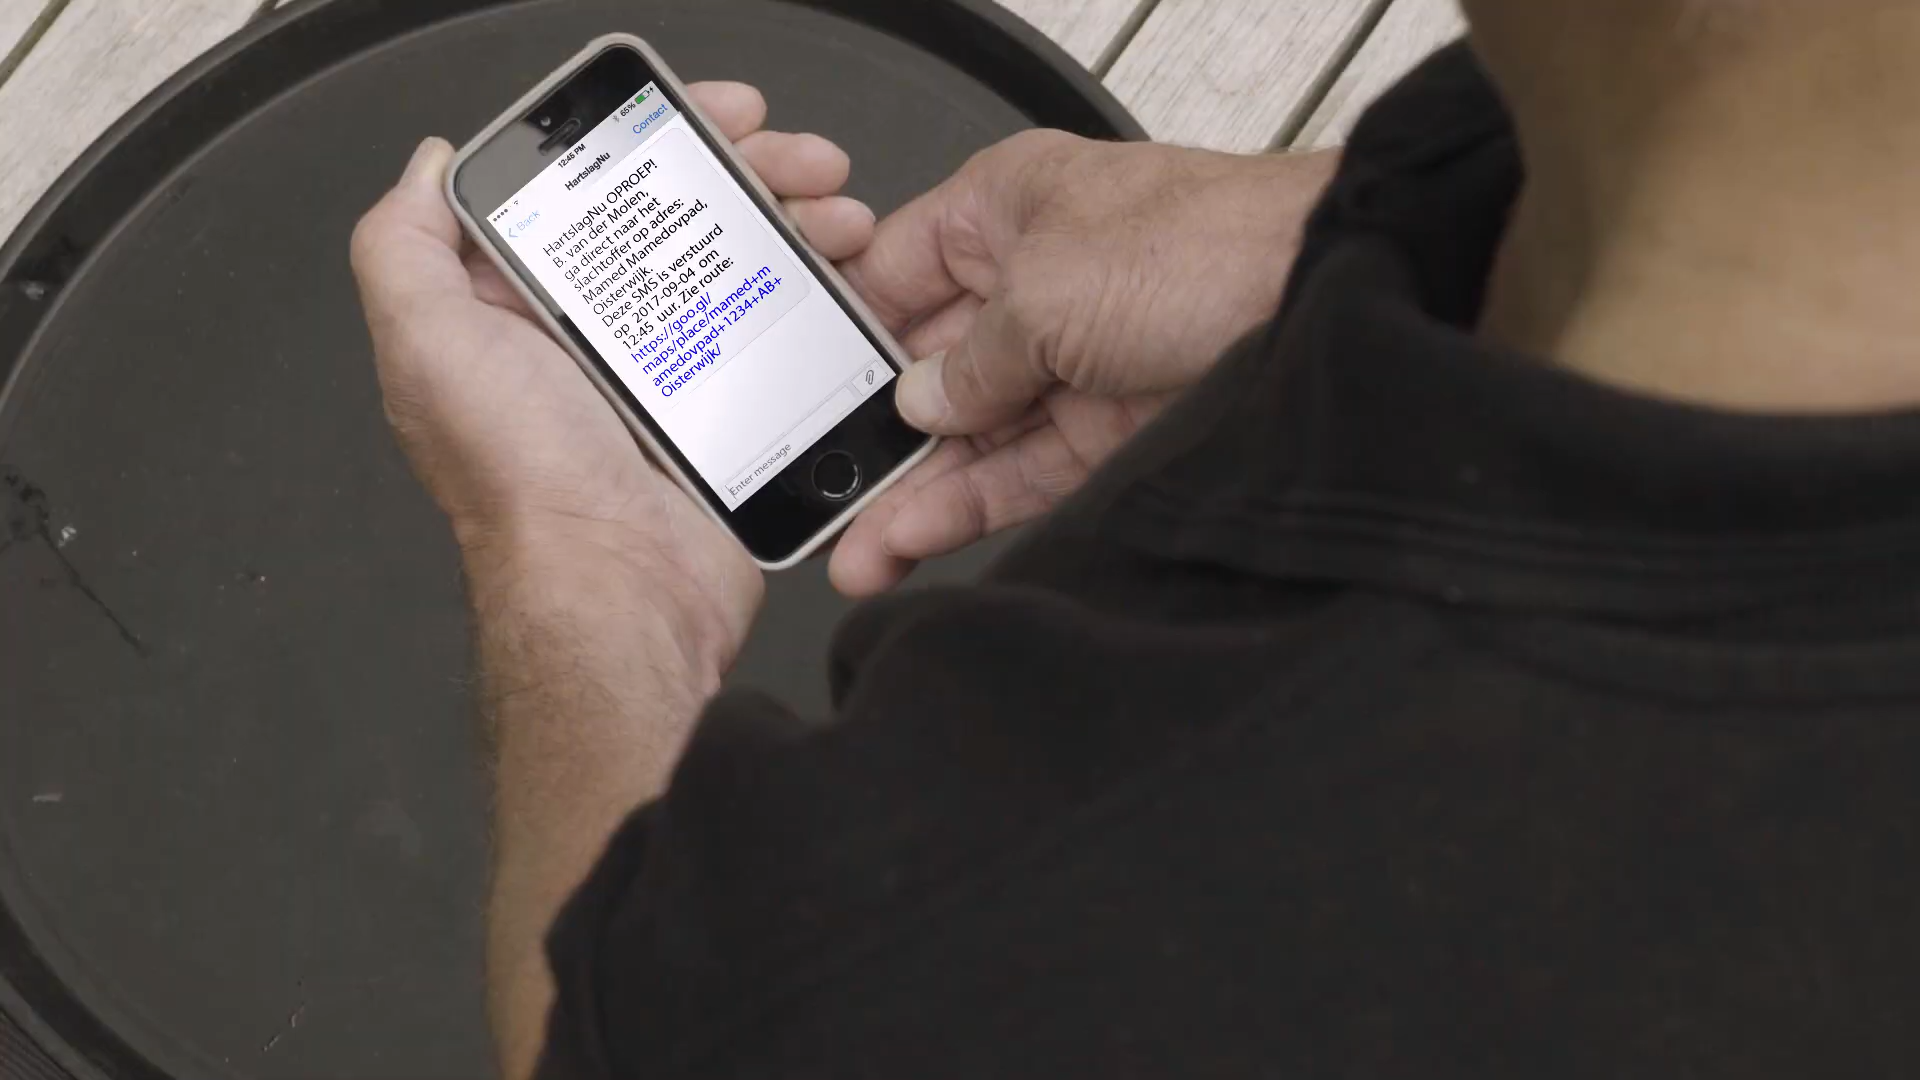 65%
12:45 PM
Back
HartslagNu
Contact
HartslagNu OPROEP!
B. van der Molen,
ga direct naar het
slachtoffer op adres:
Mamed Mamedovpad,
Oisterwijk.
Deze SMS is verstuurd
op 2017-09-04 om
12:45 uur. Zie route:
https://goo.gl/
maps/place/mamed+m
amedovpad+1234+AB+
Oisterwijk/
Enter message